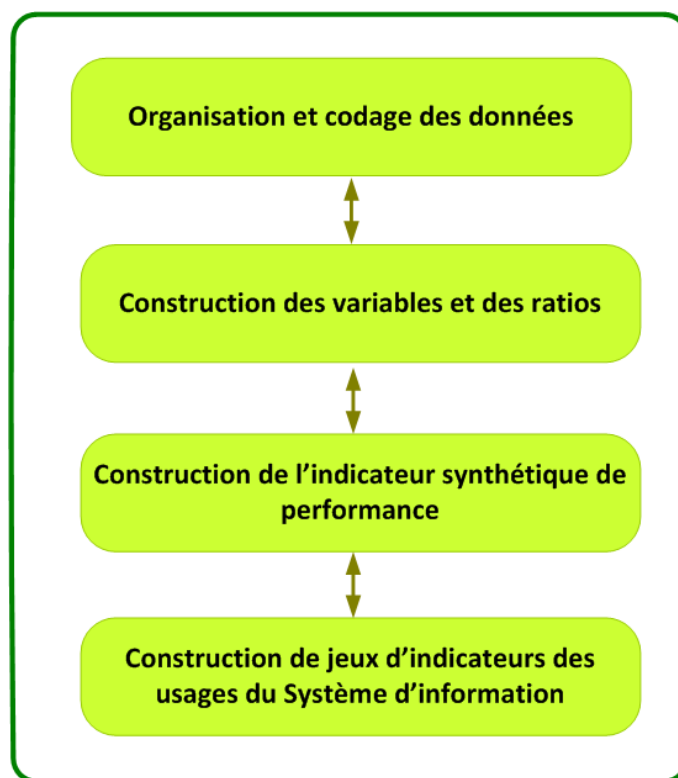 Organisation et codage des données
Construction des variables et des ratios
Construction de l’indicateur synthétique de
performance
Construction de jeux d’indicateurs des
usages du Système d’information